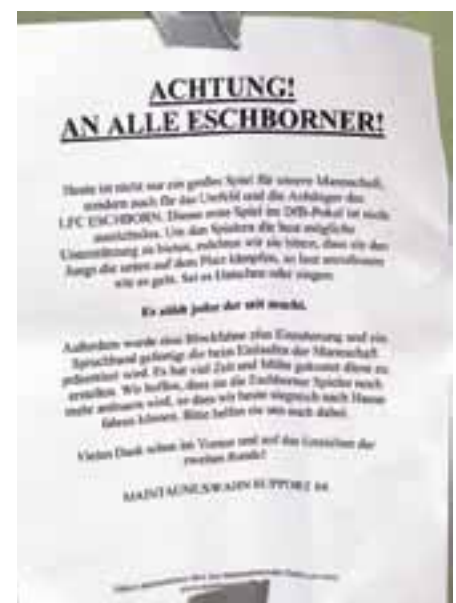 ACHTUNG!
AN ALLE ESCHBORNER!
Heute ist nicht nur ein großes Spiel für unsere Mannschaft,
sondern auch für das Umfeld und die Anhänger des
1.FC ESCHBORN. Dieses erste Spiel im DFB-Pokal ist nicht
Um den Spielern die best mögliche
Unterstützung zu bieten, möchten wir sie bitten, dass sie den
Jungs die unten auf dem Platz kämpfen, so laut
wie es geht. Sei es klatschen oder singen.
Es zählt jeder der mit macht.
Außerdem wurde eine Blockfahne zum und ein
Spruchband gefertigt die beim Einlaufen der Mannschaft
präsentiert wird. Es hat viel Zeit und Mühe gekostet diese zu
erstellen. Wir hoffen, dass sie die Eschborner Spieler noch
mehr anfeuern wird, so dass wir heute siegreich nach Hause
fahren können. Bitte helfen sie uns auch dabei.
Vielen Dank schon im Voraus und auf das Erreichen der
zweiten Runde!
MAINTAUNUSWAHN SUPPORT